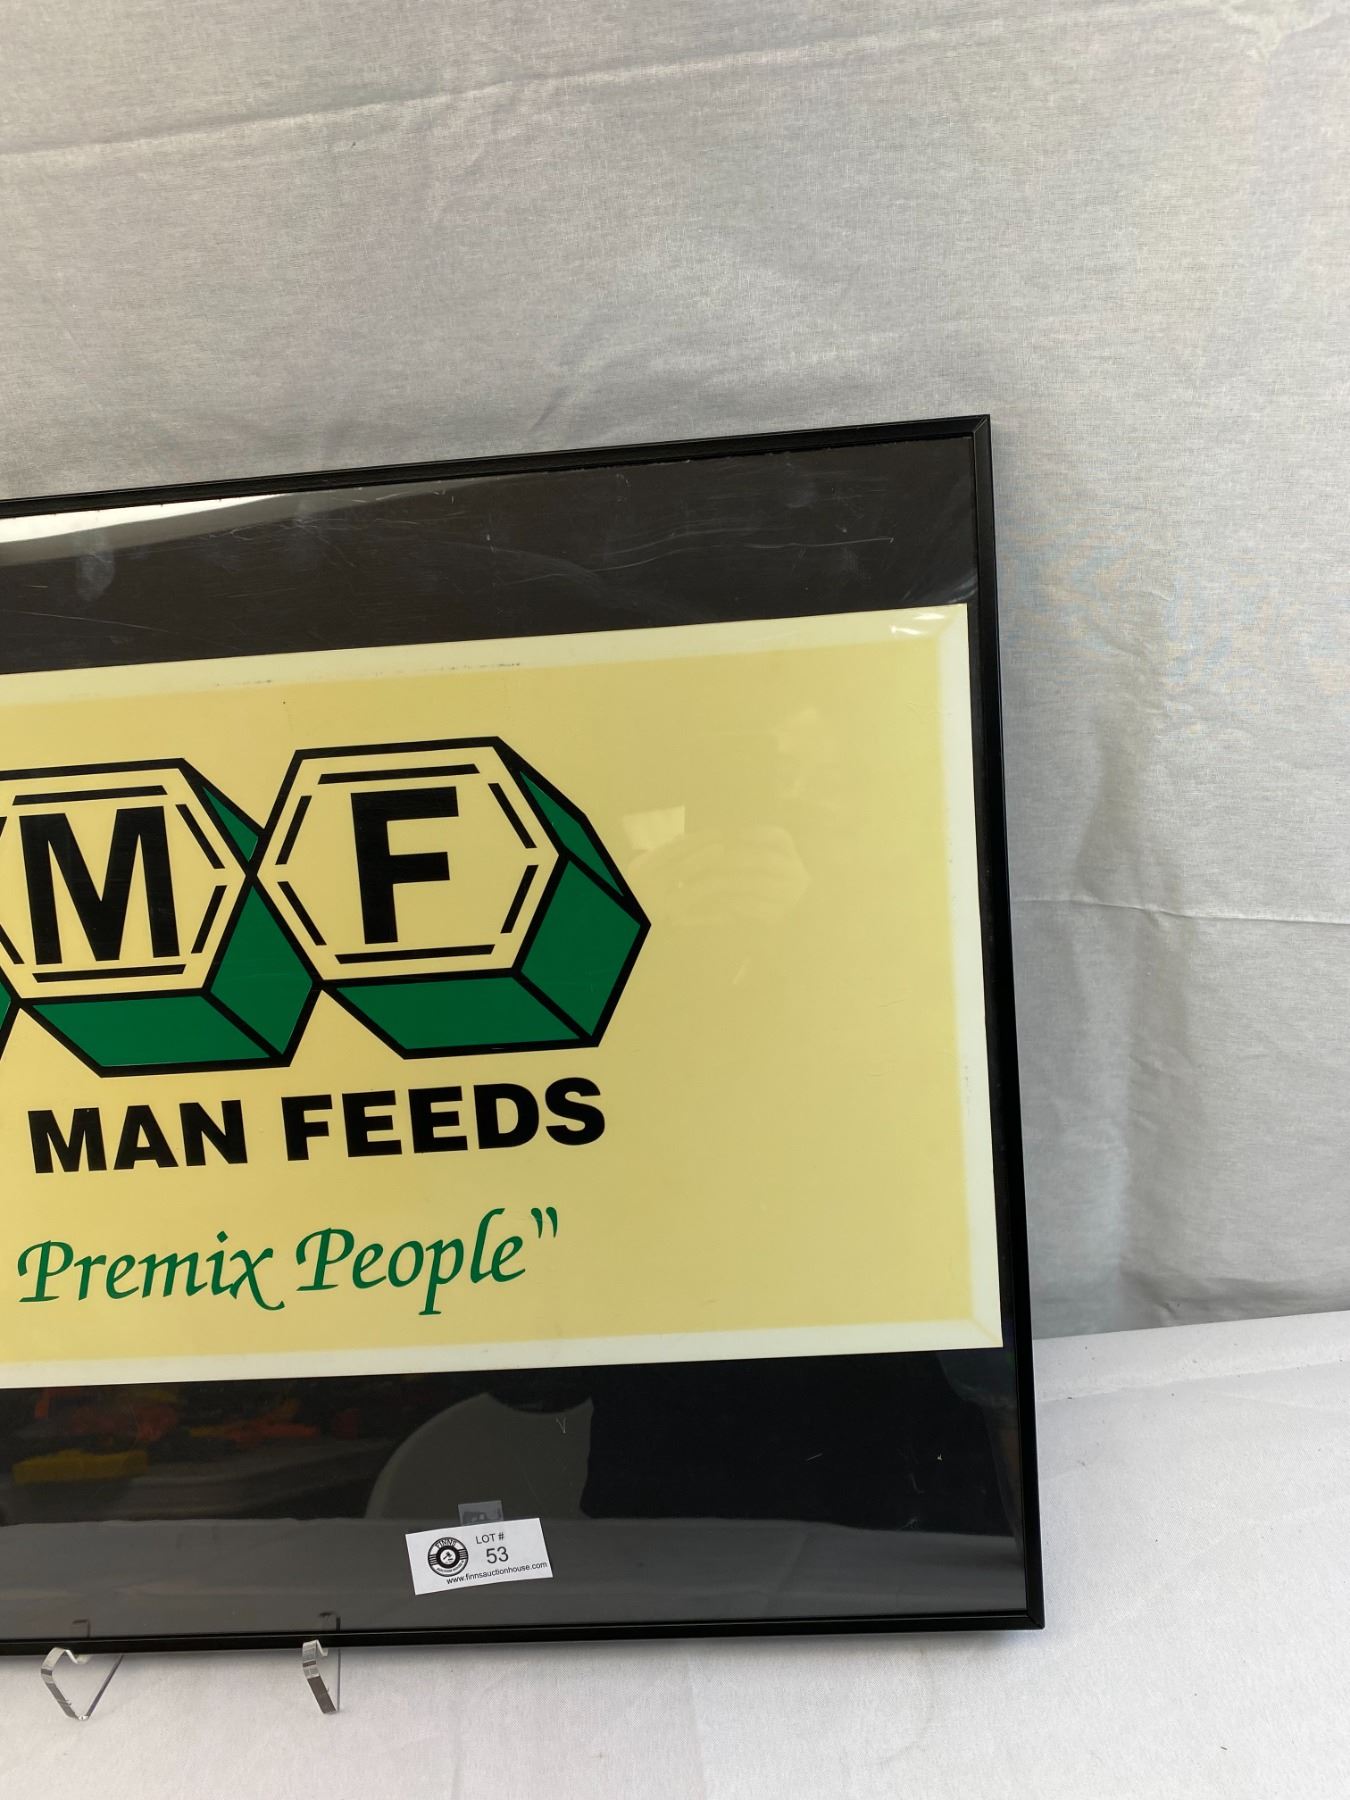 M F
MAN FEEDS
Premix People"
LOT #
53
www.finnsauctionhouse.com